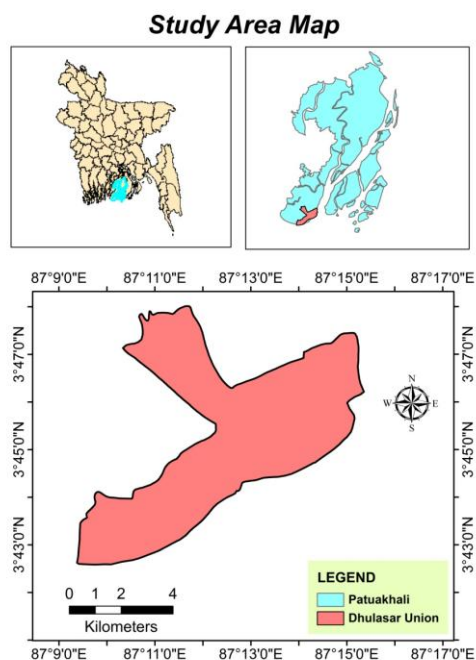 Study Area Map
87°9'0"E 87°11'0"E 87°13'0"E 87°15'0"E 87°17'0"E
3°47'0"N 3°47'0"N
3°45'0"N 3°45'0"N
3°43'0"N 3°43'0"N
N
W E
S
LEGEND
Patuakhali
Dhulasar Union
0 1 2 4
Kilometers
87°9'0"E 87°11'0"E 87°13'0"E 87°15'0"E 87°17'0"E